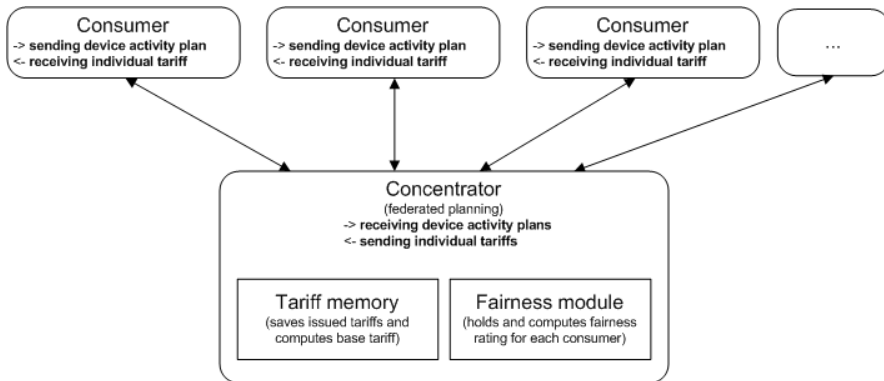 Consumer
-> sending device activity plan
<- receiving individual tariff
Consumer
-> sending device activity plan
<- receiving individual tariff
Consumer
-> sending device activity plan
<- receiving individual tariff
...
Concentrator
(federated planning)
-> receiving device activity plans
<- sending individual tariffs
Tariff memory
(saves issued tariffs and
computes base tariff)
Fairness module
(holds and computes fairness
rating for each consumer)